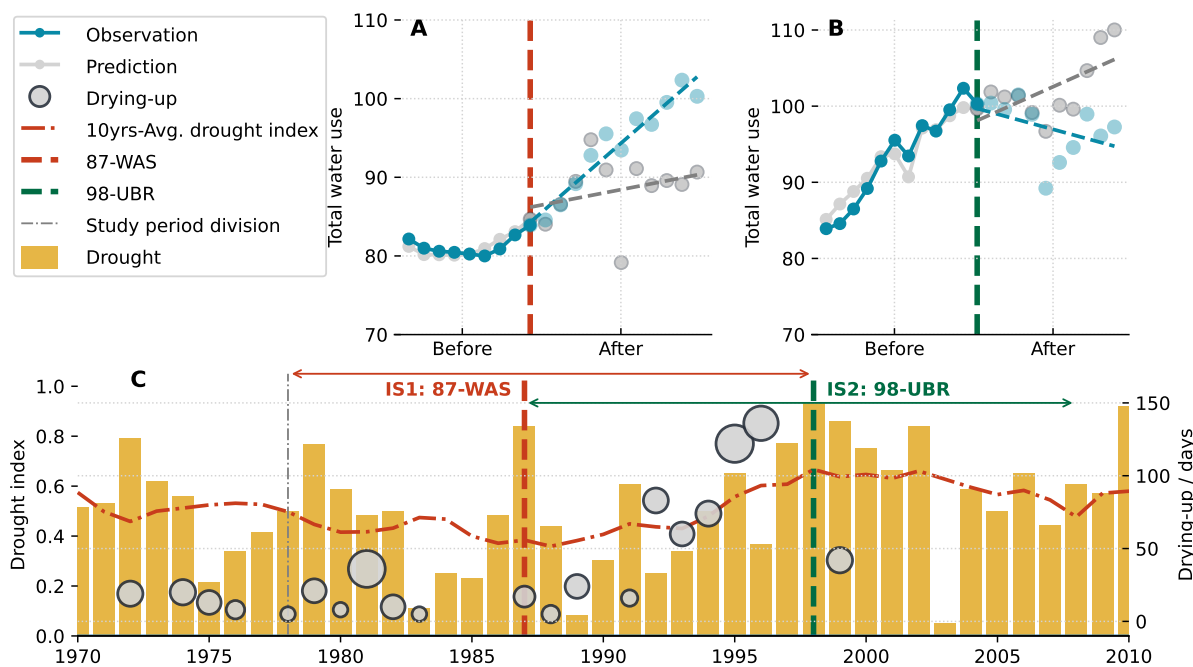 Observation
Prediction
Drying-up
10yrs-Avg. drought index
87-WAS
98-UBR
Study period division
Drought
A
Total water use
110
100
90
80
70
Before
After
B
Total water use
110
100
90
80
70
Before
After
C
IS1: 87-WAS
IS2: 98-UBR
Drought index
1.0
0.8
0.6
0.4
0.2
0.0
Drying-up / days
150
100
50
0
1970
1975
1980
1985
1990
1995
2000
2005
2010